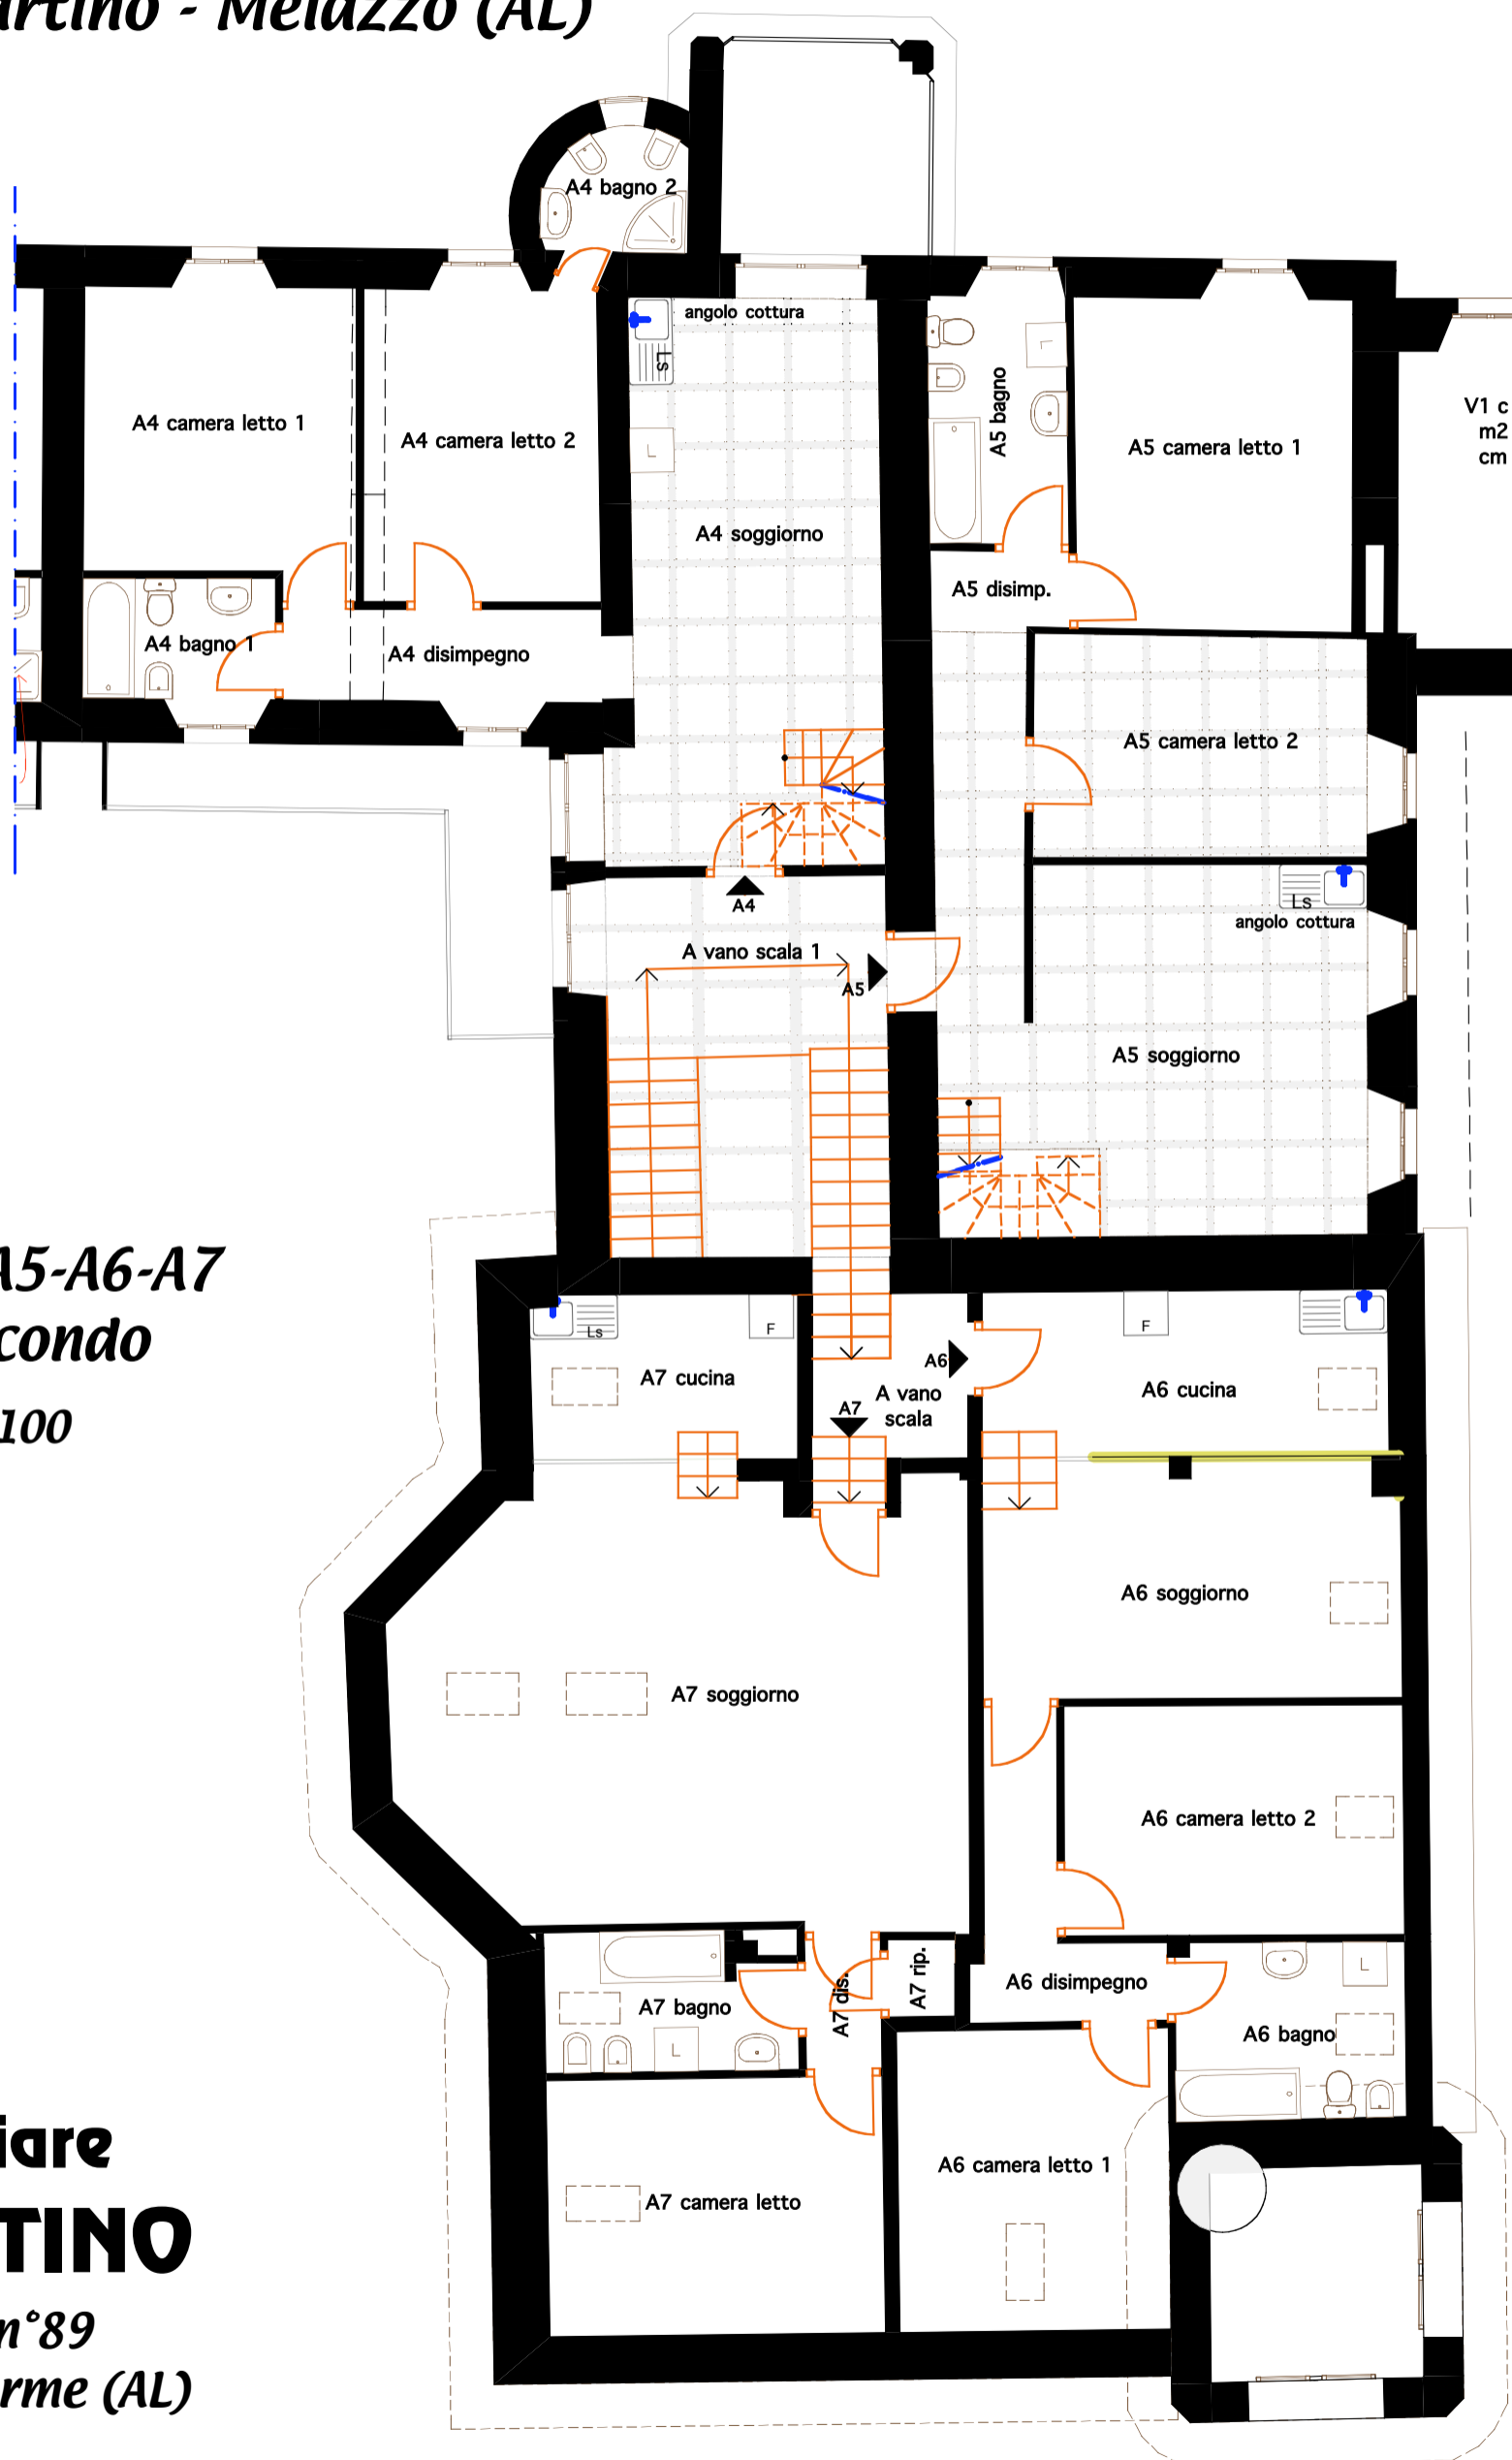 artino - Melazzo (AL)
A4 bagno 2
angolo cottura
Ls
L
A4 camera letto 1
A4 camera letto 2
A4 soggiorno
A5 bagno
L
A5 camera letto 1
V1 c
m2
cm
A5 disimp.
A4 bagno 1
A4 disimpegno
A5 camera letto 2
A4
Ls
angolo cottura
A vano scala 1
A5
A5 soggiorno
A5-A6-A7
condo
100
Ls
F
F
A7 cucina
A6
A vano
scala
A7
A6 cucina
A6 soggiorno
A7 soggiorno
A6 camera letto 2
A7 bagno
L
A7 dis.
A7 rip.
A6 disimpegno
L
A6 bagno
iare
TINO
n°89
rme (AL)
A6 camera letto 1
A7 camera letto